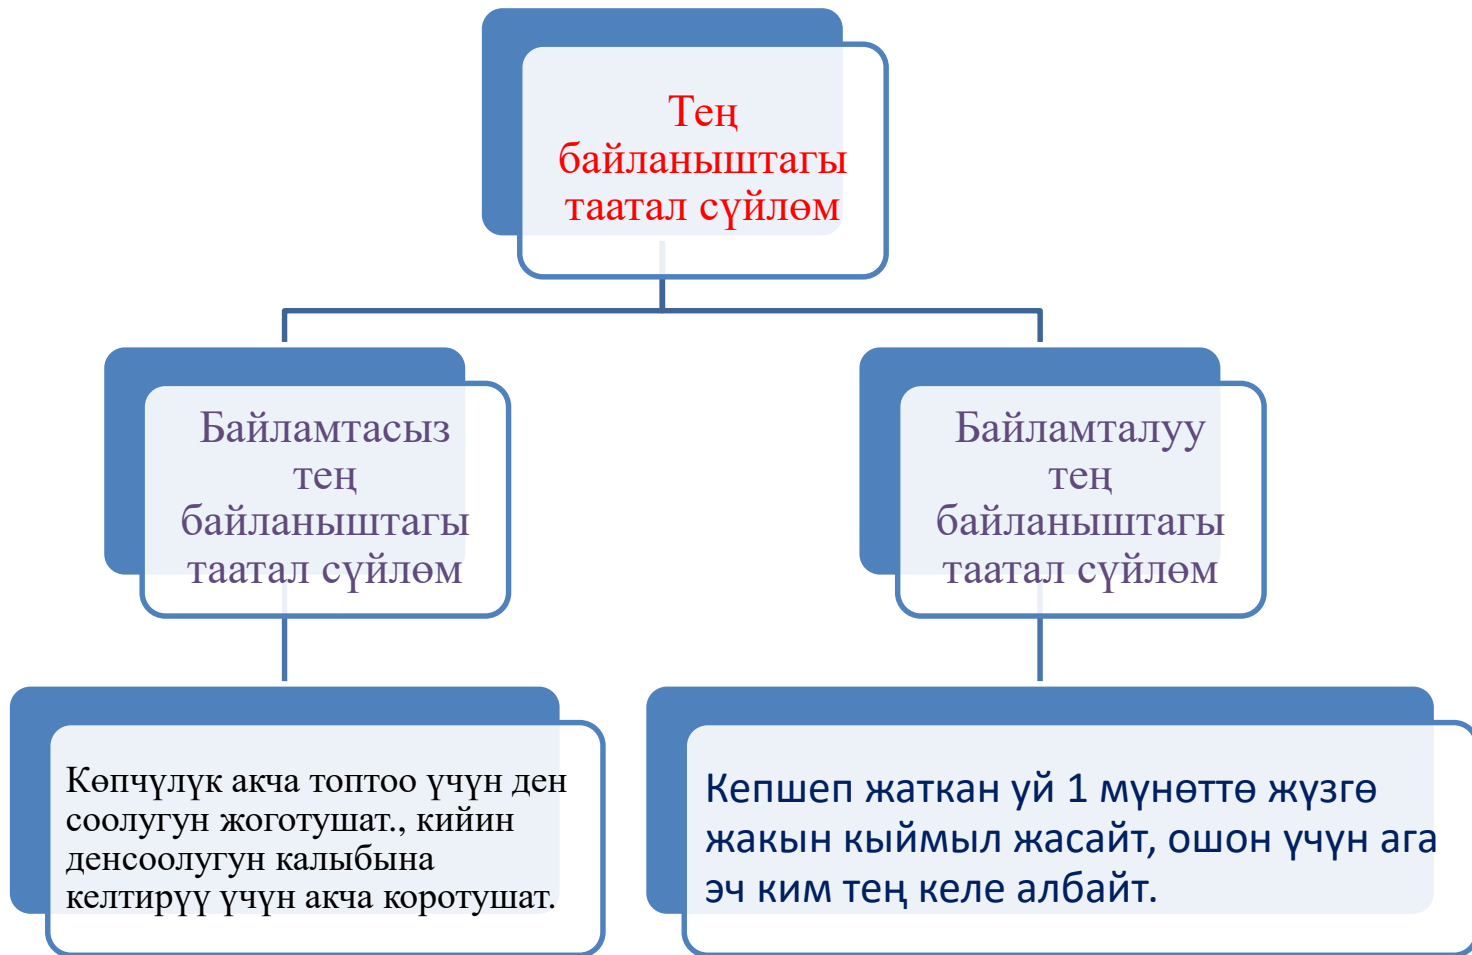 Тең
байланыштагы
таатал сүйлөм
Байламтасыз
тең
байланыштагы
таатал сүйлөм
Байламталуу
тең
байланыштагы
таатал сүйлөм
Көпчүлүк акча топтоо үчүн ден
соолугун жоготушат., кийин
денсоолугун калыбына
келтирүү үчүн акча коротушат.
Кепшеп жаткан уй 1 мүнөттө жүзгө
жакын кыймыл жасайт, ошон үчүн ага
эч ким тең келе албайт.